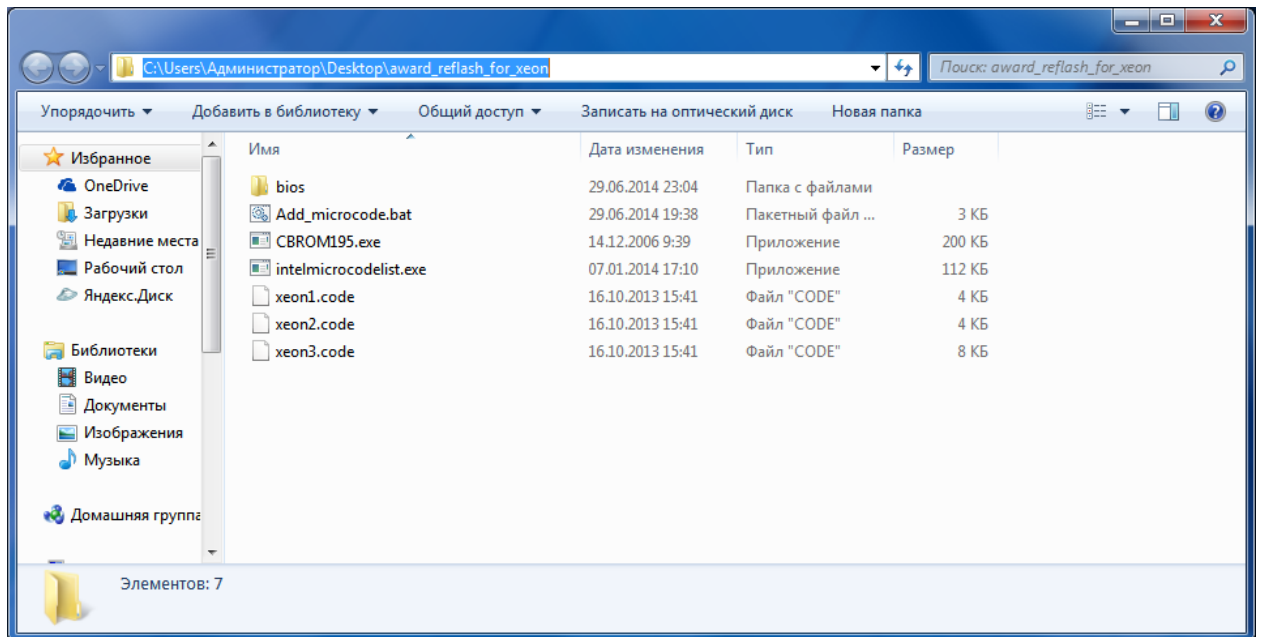 C:\Users\Администратор\Desktop\award_reflash_for_xeon
Поиск: award_reflash_for_xeon
Упорядочить Добавить в библиотеку Общий доступ Записать на оптический диск Новая папка
Избранное
OneDrive
Загрузки
Недавние места
Рабочий стол
Яндекс.Диск
Библиотеки
Видео
Документы
Изображения
Музыка
Домашняя группа
Имя Дата изменения Тип Размер
bios 29.06.2014 23:04 Папка с файлами
Add_microcode.bat 29.06.2014 19:38 Пакетный файл ... 3 КБ
CBROM195.exe 14.12.2006 9:39 Приложение 200 КБ
intelmicrocodelist.exe 07.01.2014 17:10 Приложение 112 КБ
xeon1.code 16.10.2013 15:41 Файл "CODE" 4 КБ
xeon2.code 16.10.2013 15:41 Файл "CODE" 4 КБ
xeon3.code 16.10.2013 15:41 Файл "CODE" 8 КБ
Элементов: 7